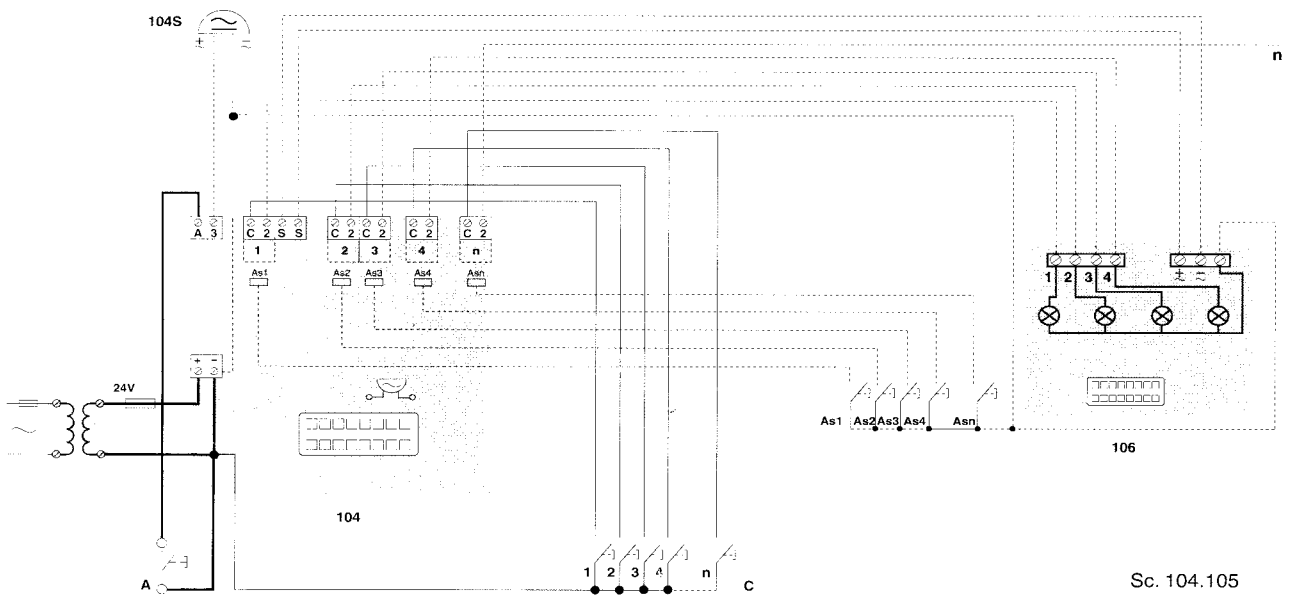 104S
+
n
A 3
C 2 S S
C 2 C 2
C 2
C 2
1
2 3
4
n
As1
As2 As3
As4
Asn
1 2 3 4
+ -
24V
As1 As2 As3 As4 Asn
106
104
A
1 2 3 4 n
C
Sc. 104.105